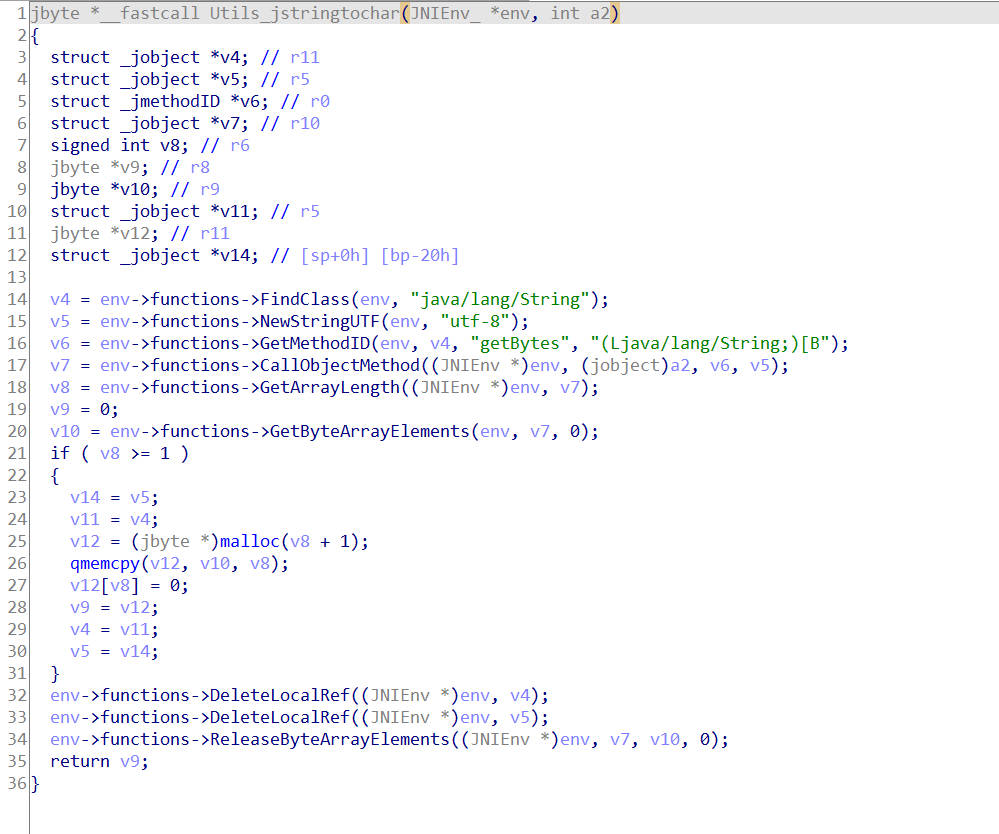 1 jbyte *__fastcall Utils_jstringtochar(JNIEnv_ *env, int a2)
2 {
3   struct _jobject *v4; // r11
4   struct _jobject *v5; // r5
5   struct _jmethodID *v6; // r0
6   struct _jobject *v7; // r10
7   signed int v8; // r6
8   jbyte *v9; // r8
9   jbyte *v10; // r9
10   struct _jobject *v11; // r5
11   jbyte *v12; // r11
12   struct _jobject *v14; // [sp+0h] [bp-20h]
13
14   v4 = env->functions->FindClass(env, "java/lang/String");
15   v5 = env->functions->NewStringUTF(env, "utf-8");
16   v6 = env->functions->GetMethodID(env, v4, "getBytes", "(Ljava/lang/String;)[B");
17   v7 = env->functions->CallObjectMethod((JNIEnv *)env, (jobject)a2, v6, v5);
18   v8 = env->functions->GetArrayLength((JNIEnv *)env, v7);
19   v9 = 0;
20   v10 = env->functions->GetByteArrayElements(env, v7, 0);
21   if ( v8 >= 1 )
22   {
23     v14 = v5;
24     v11 = v4;
25     v12 = (jbyte *)malloc(v8 + 1);
26     qmemcpy(v12, v10, v8);
27     v12[v8] = 0;
28     v9 = v12;
29     v4 = v11;
30     v5 = v14;
31   }
32   env->functions->DeleteLocalRef((JNIEnv *)env, v4);
33   env->functions->DeleteLocalRef((JNIEnv *)env, v5);
34   env->functions->ReleaseByteArrayElements((JNIEnv *)env, v7, v10, 0);
35   return v9;
36 }